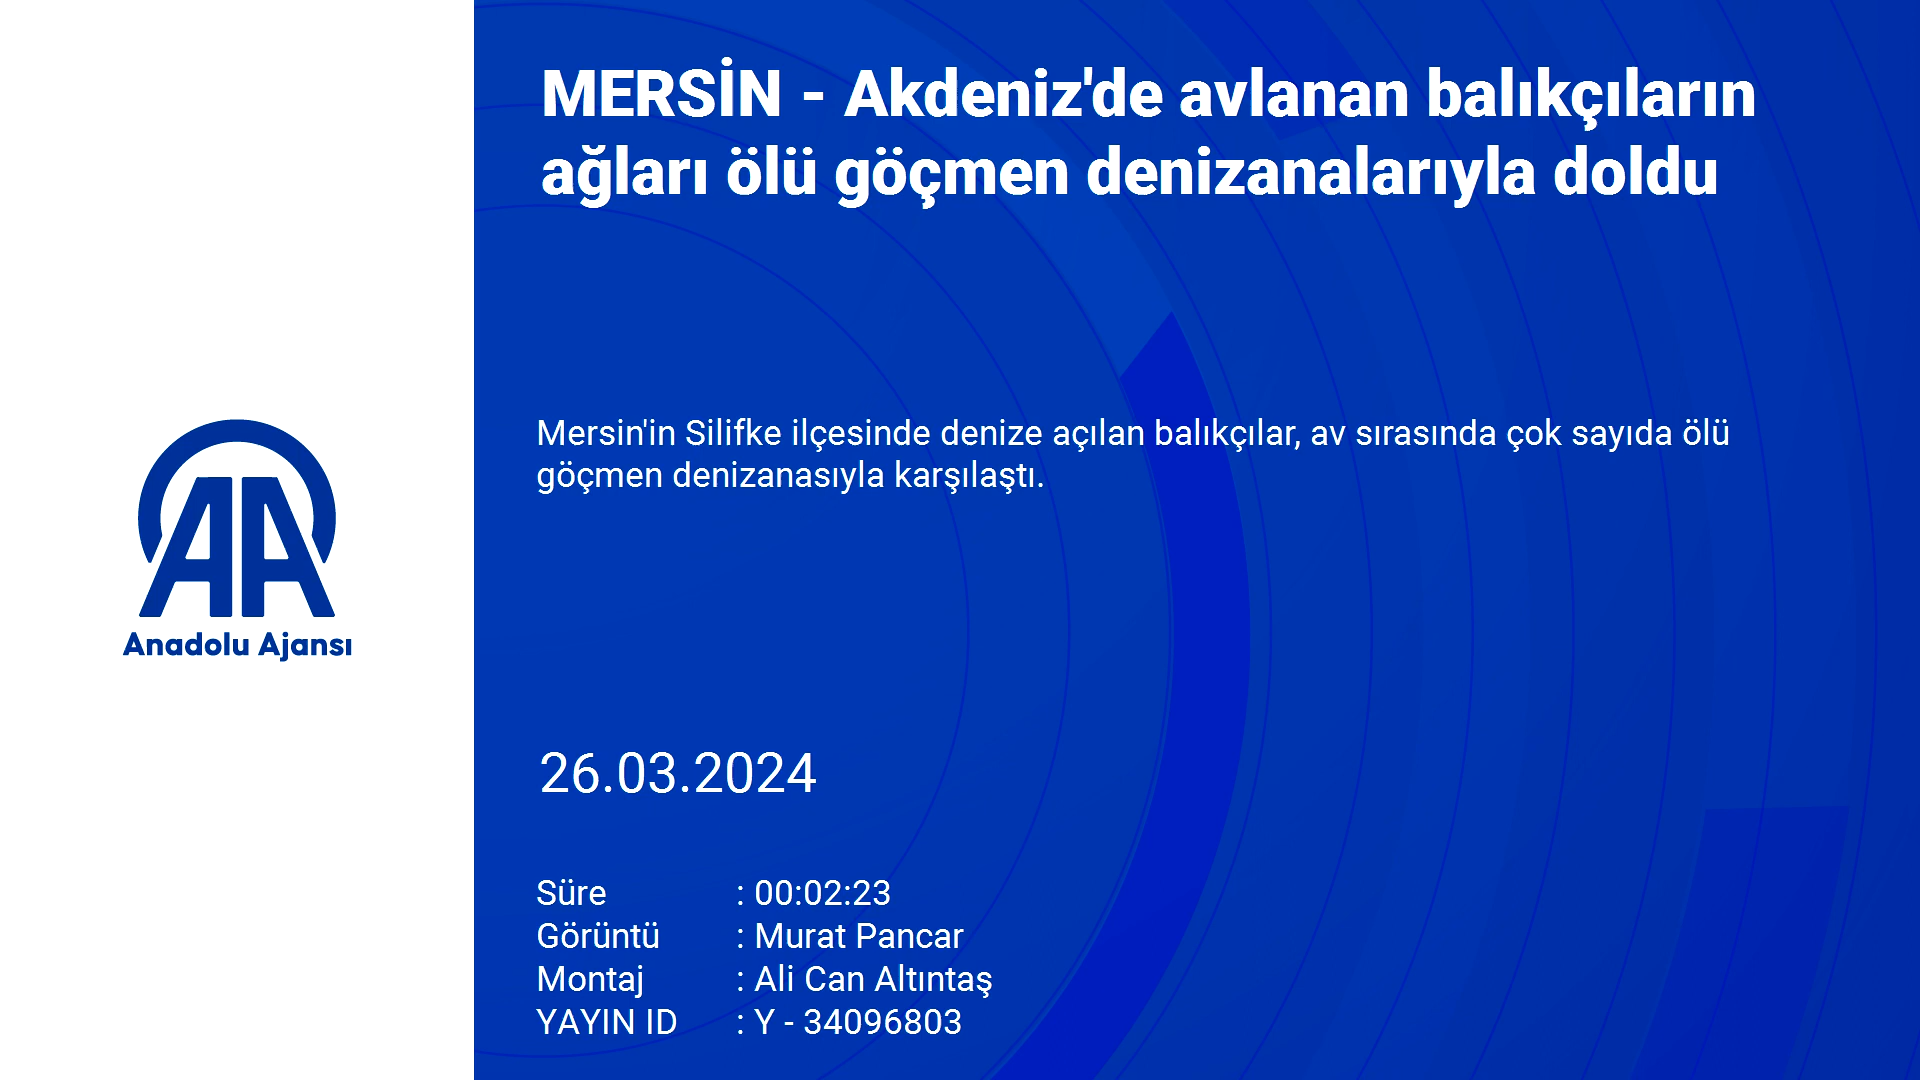 MERSİN - Akdeniz'de avlanan balıkçıların
ağları ölü göçmen denizanalarıyla doldu
Mersin'in Silifke ilçesinde denize açılan balıkçılar, av sırasında çok sayıda ölü
göçmen denizanasıyla karşılaştı.
AA
Anadolu Ajansı
26.03.2024
Süre : 00:02:23
Görüntü : Murat Pancar
Montaj : Ali Can Altıntaş
YAYIN ID : Y - 34096803